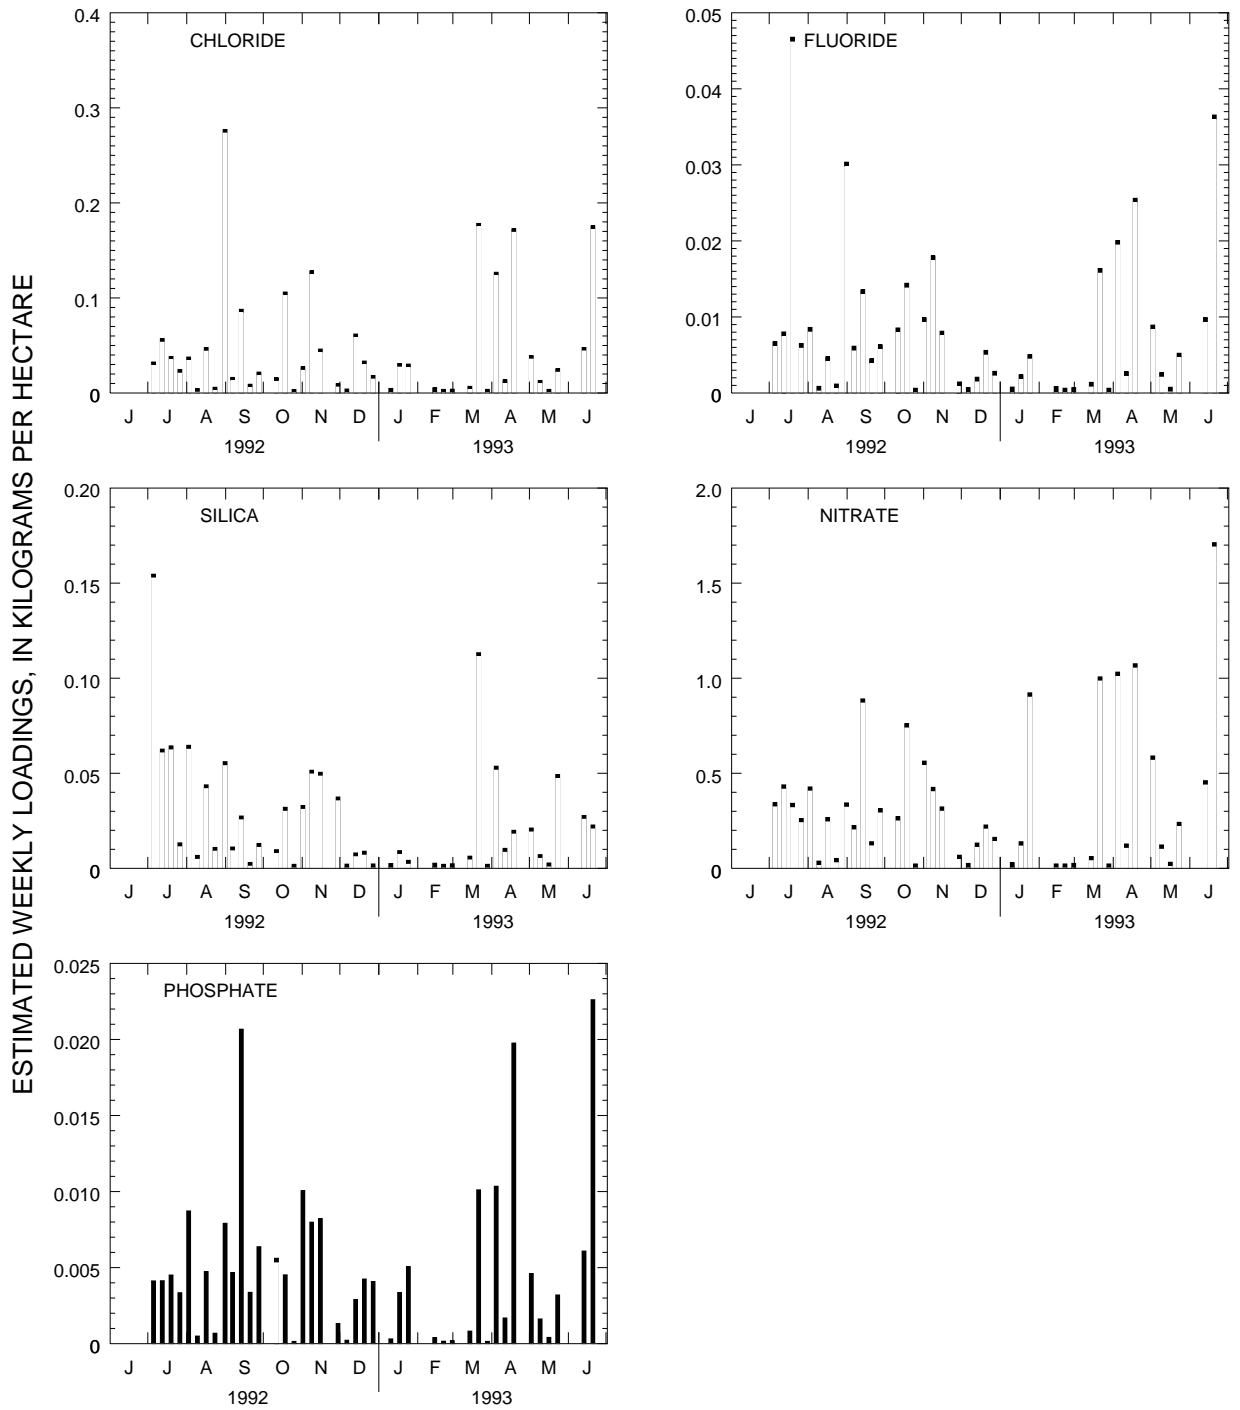 ESTIMATED WEEKLY LOADINGS, IN KILOGRAMS PER HECTARE
CHLORIDE
0.4
0.3
0.2
0.1
0
J J A S O N D J F M A M J
1992 1993
FLUORIDE
0.05
0.04
0.03
0.02
0.01
0
J J A S O N D J F M A M J
1992 1993
SILICA
0.20
0.15
0.10
0.05
0
J J A S O N D J F M A M J
1992 1993
NITRATE
2.0
1.5
1.0
0.5
0
J J A S O N D J F M A M J
1992 1993
PHOSPHATE
0.025
0.020
0.015
0.010
0.005
0
J J A S O N D J F M A M J
1992 1993